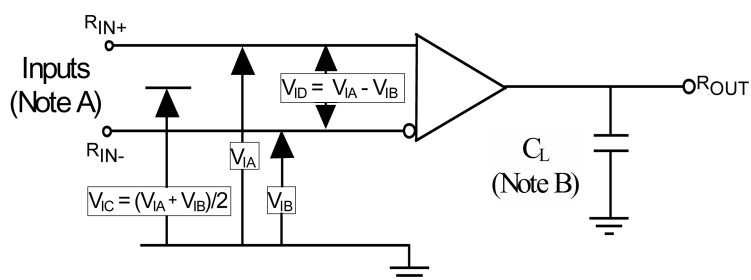 RIN+
Inputs
(Note A)
VID = VIA - VIB
ROUT
RIN-
VIA
CL
(Note B)
VIC = (VIA + VIB)/2
VIB